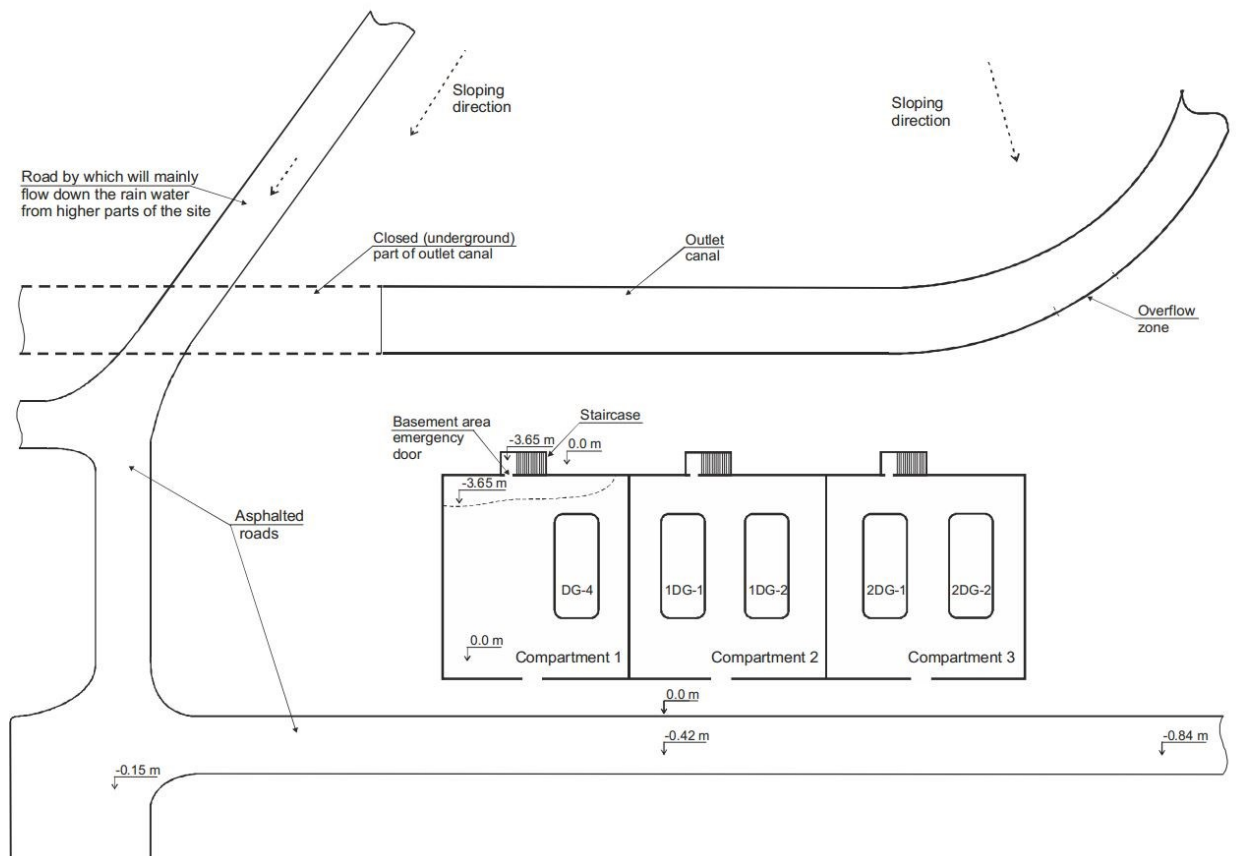 Sloping
direction
Sloping
direction
Road by which will mainly
flow down the rain water
from higher parts of the site
Closed (underground)
part of outlet canal
Outlet
canal
Overflow
zone
Basement area
emergency
door
Staircase
-3.65 m
0.0 m
-3.65 m
Asphalted
roads
DG-4
1DG-1
1DG-2
2DG-1
2DG-2
0.0 m
Compartment 1
Compartment 2
Compartment 3
0.0 m
-0.42 m
-0.84 m
-0.15 m